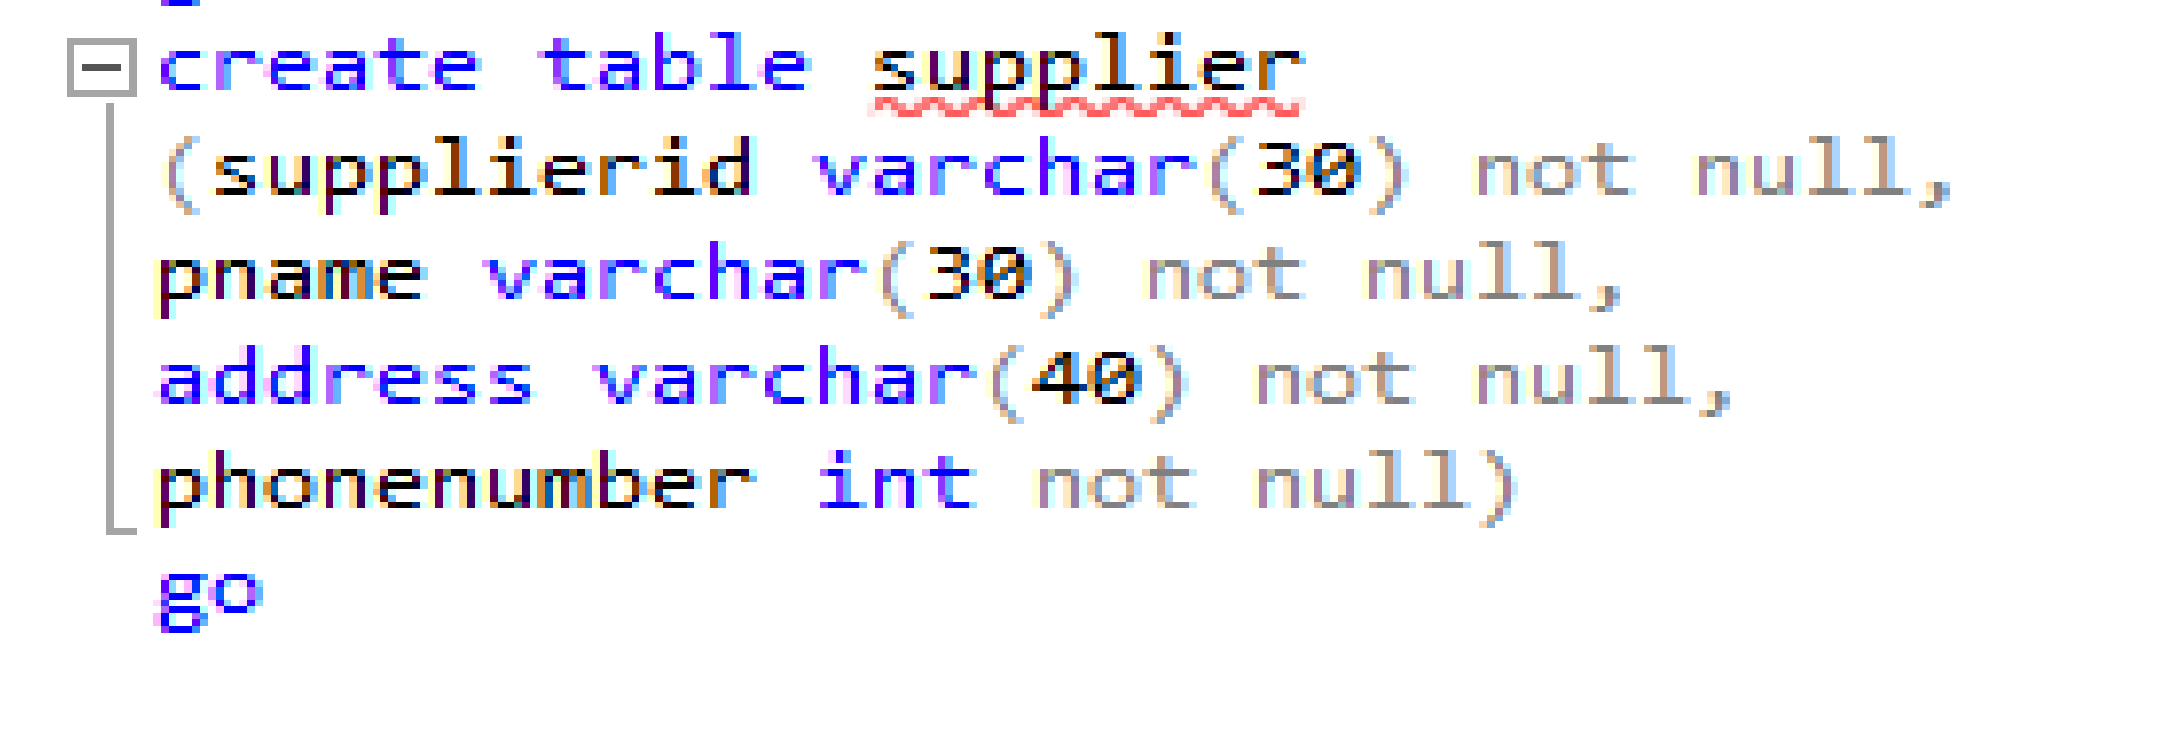 create table supplier
(supplierid varchar(30) not null,
pname varchar(30) not null,
address varchar(40) not null,
phonenumber int not null)
go